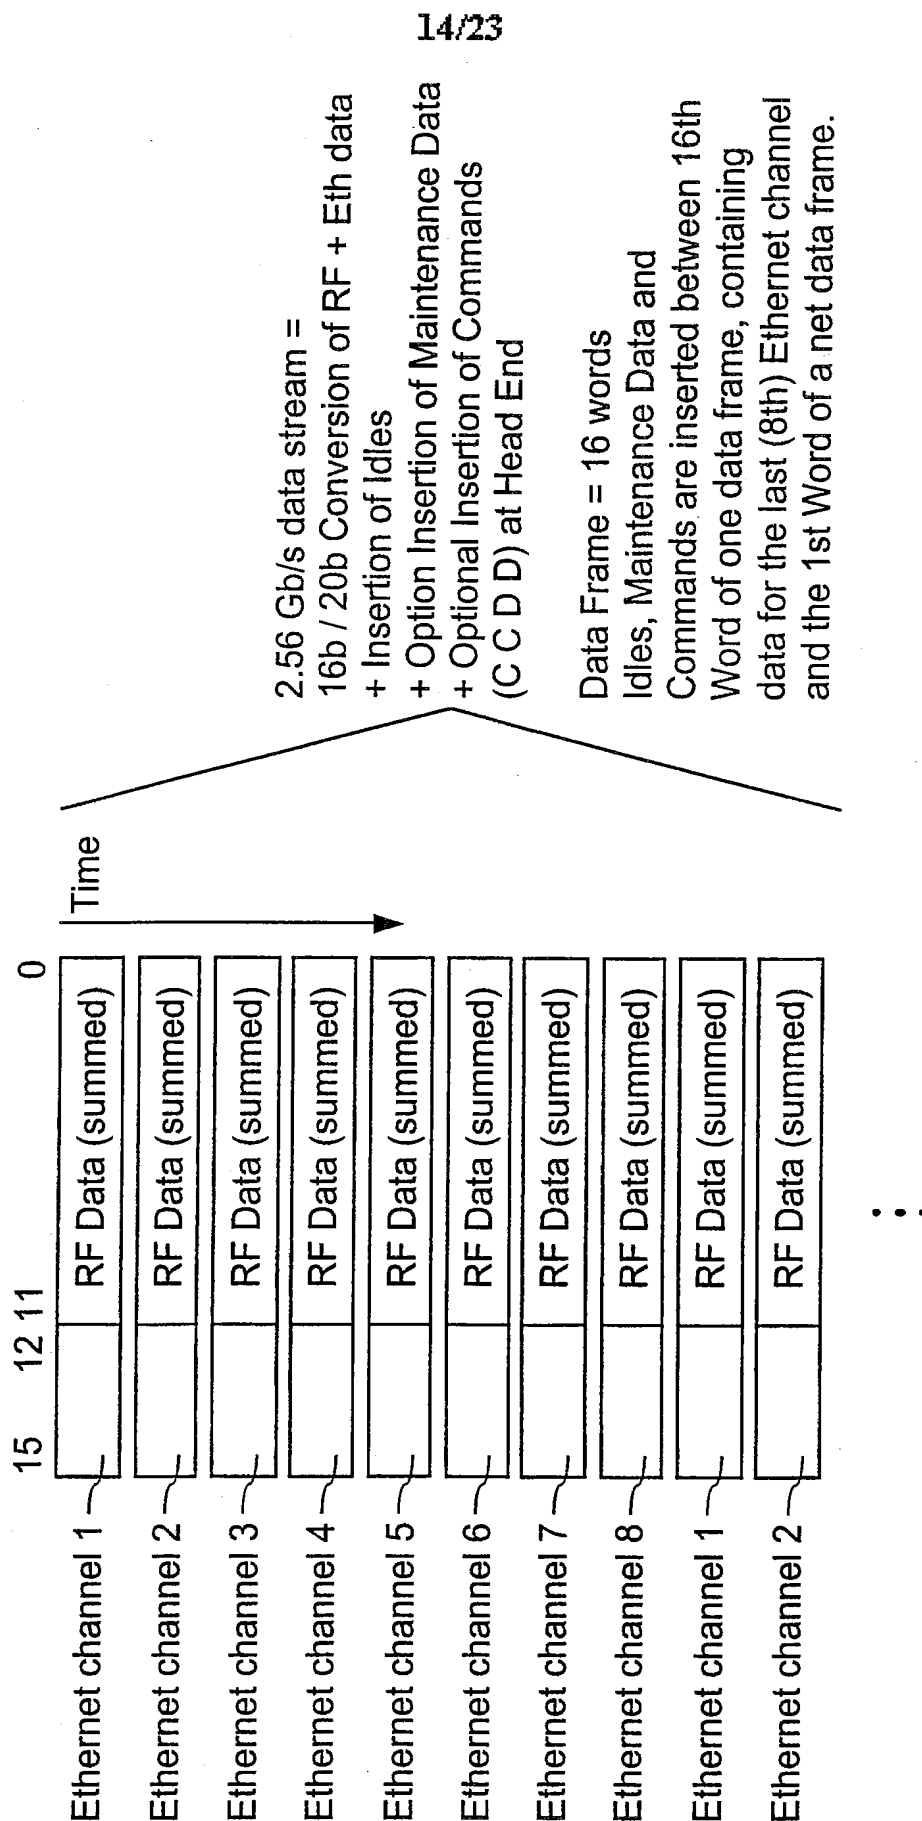 14/23
15 12 11 0
Ethernet channel 1 RF Data (summed)
Ethernet channel 2 RF Data (summed)
Ethernet channel 3 RF Data (summed)
Ethernet channel 4 RF Data (summed)
Ethernet channel 5 RF Data (summed)
Ethernet channel 6 RF Data (summed)
Ethernet channel 7 RF Data (summed)
Ethernet channel 8 RF Data (summed)
Ethernet channel 1 RF Data (summed)
Ethernet channel 2 RF Data (summed)
Time
2.56 Gb/s data stream =
16b / 20b Conversion of RF + Eth data
+ Insertion of Idles
+ Option Insertion of Maintenance Data
+ Optional Insertion of Commands
(C C D D) at Head End
Data Frame = 16 words
Idles, Maintenance Data and
Commands are inserted between 16th
Word of one data frame, containing
data for the last (8th) Ethernet channel
and the 1st Word of a net data frame.